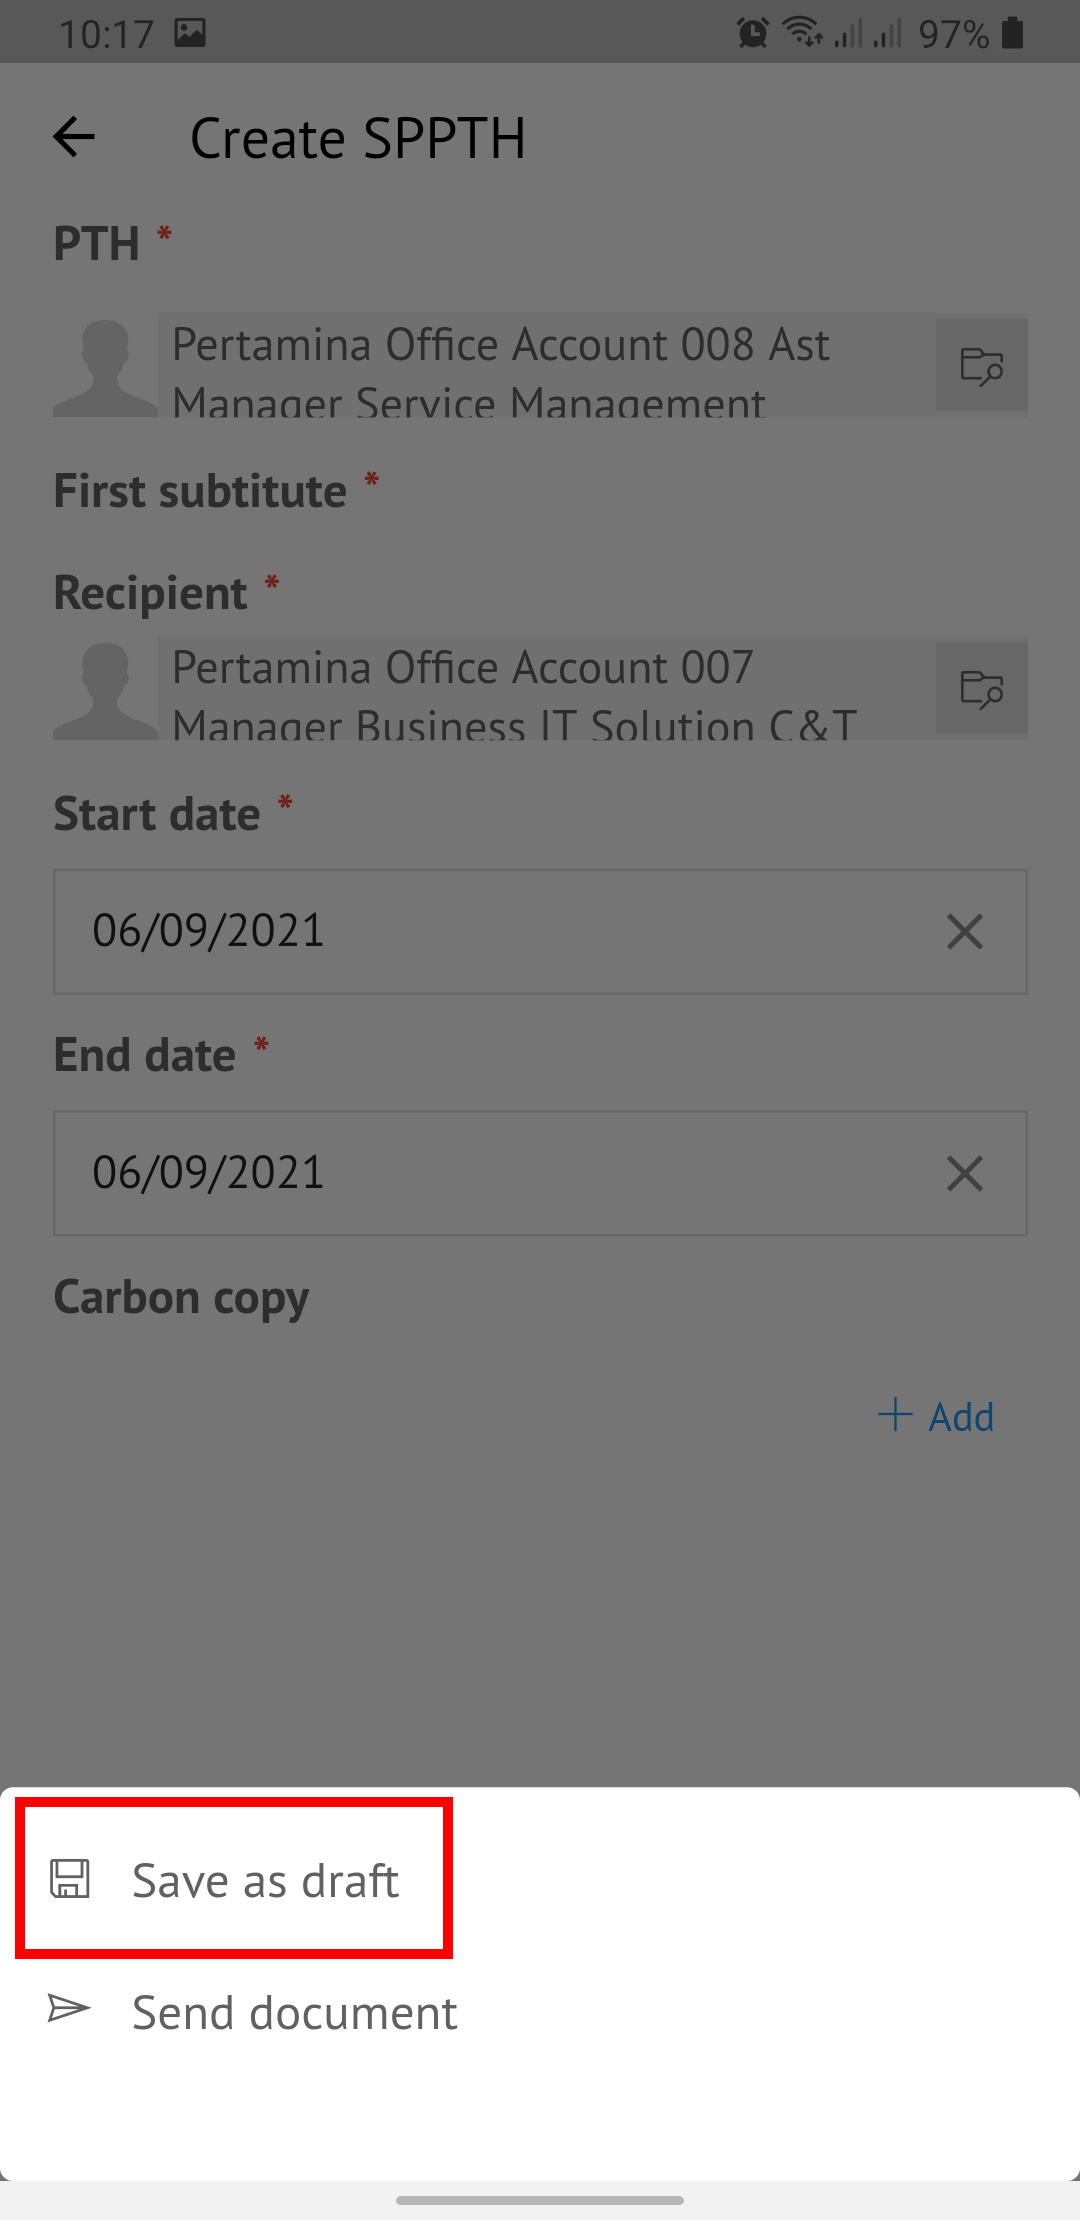 10:17 97%
Create SPPTH
PTH *
Pertamina Office Account 008 Ast
Manager Service Management
First subtitute *
Recipient *
Pertamina Office Account 007
Manager Business IT Solution C&T
Start date *
06/09/2021
End date *
06/09/2021
Carbon copy
Add
Save as draft
Send document